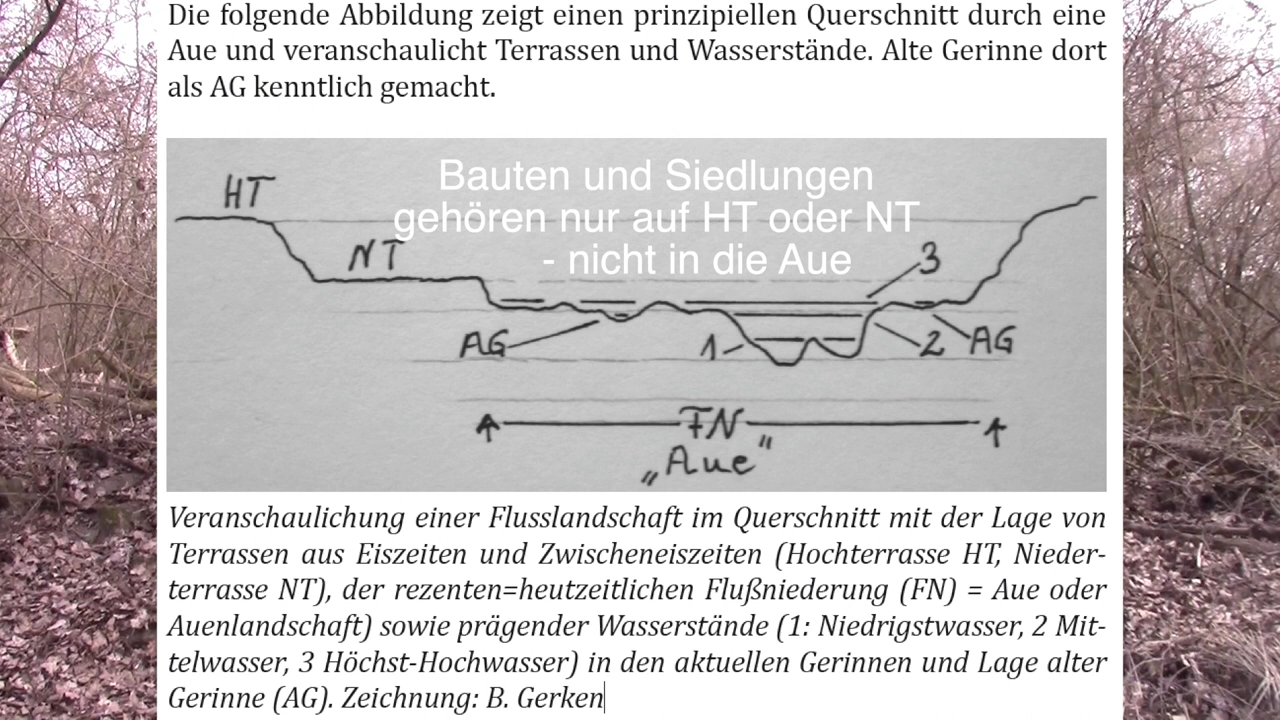 Die folgende Abbildung zeigt einen prinzipiellen Querschnitt durch eine
Aue und veranschaulicht Terrassen und Wasserstände. Alte Gerinne dort
als AG kenntlich gemacht.
Bauten und Siedlungen
gehören nur auf HT oder NT
- nicht in die Aue
HT
NT
3
AG
1
2
AG
FN
„Aue"
Veranschaulichung einer Flusslandschaft im Querschnitt mit der Lage von
Terrassen aus Eiszeiten und Zwischeneiszeiten (Hochterrasse HT, Nieder-
terrasse NT), der rezenten=heutzeitlichen Flußniederung (FN) = Aue oder
Auenlandschaft) sowie prägender Wasserstände (1: Niedrigstwasser, 2 Mit-
telwasser, 3 Höchst-Hochwasser) in den aktuellen Gerinnen und Lage alter
Gerinne (AG). Zeichnung: B. Gerken